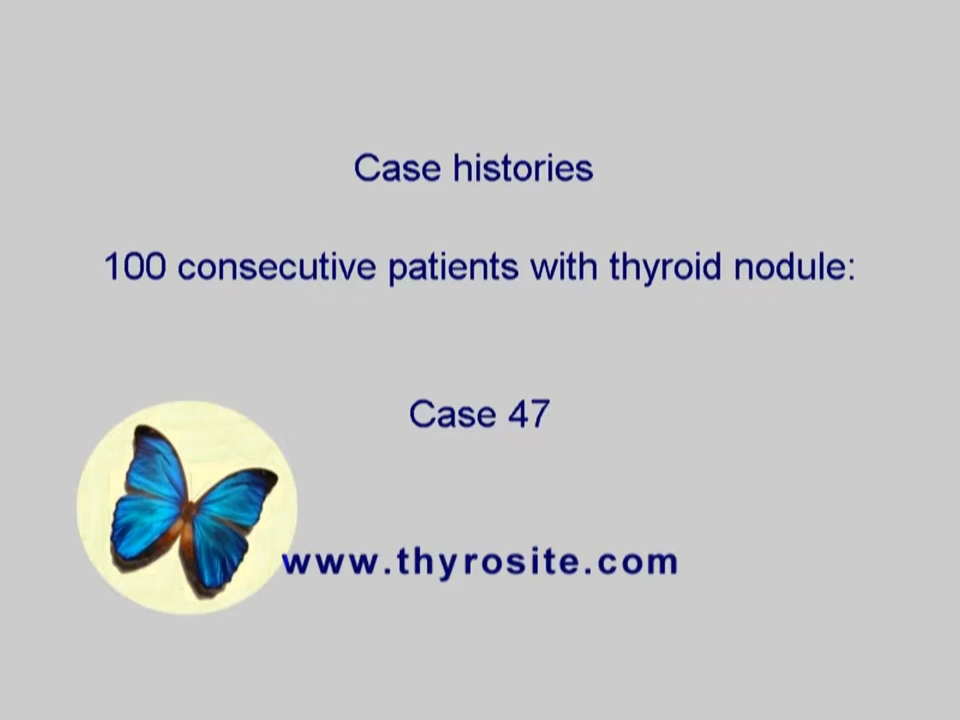 Case histories
100 consecutive patients with thyroid nodule:
Case 47
www.thyrosite.com